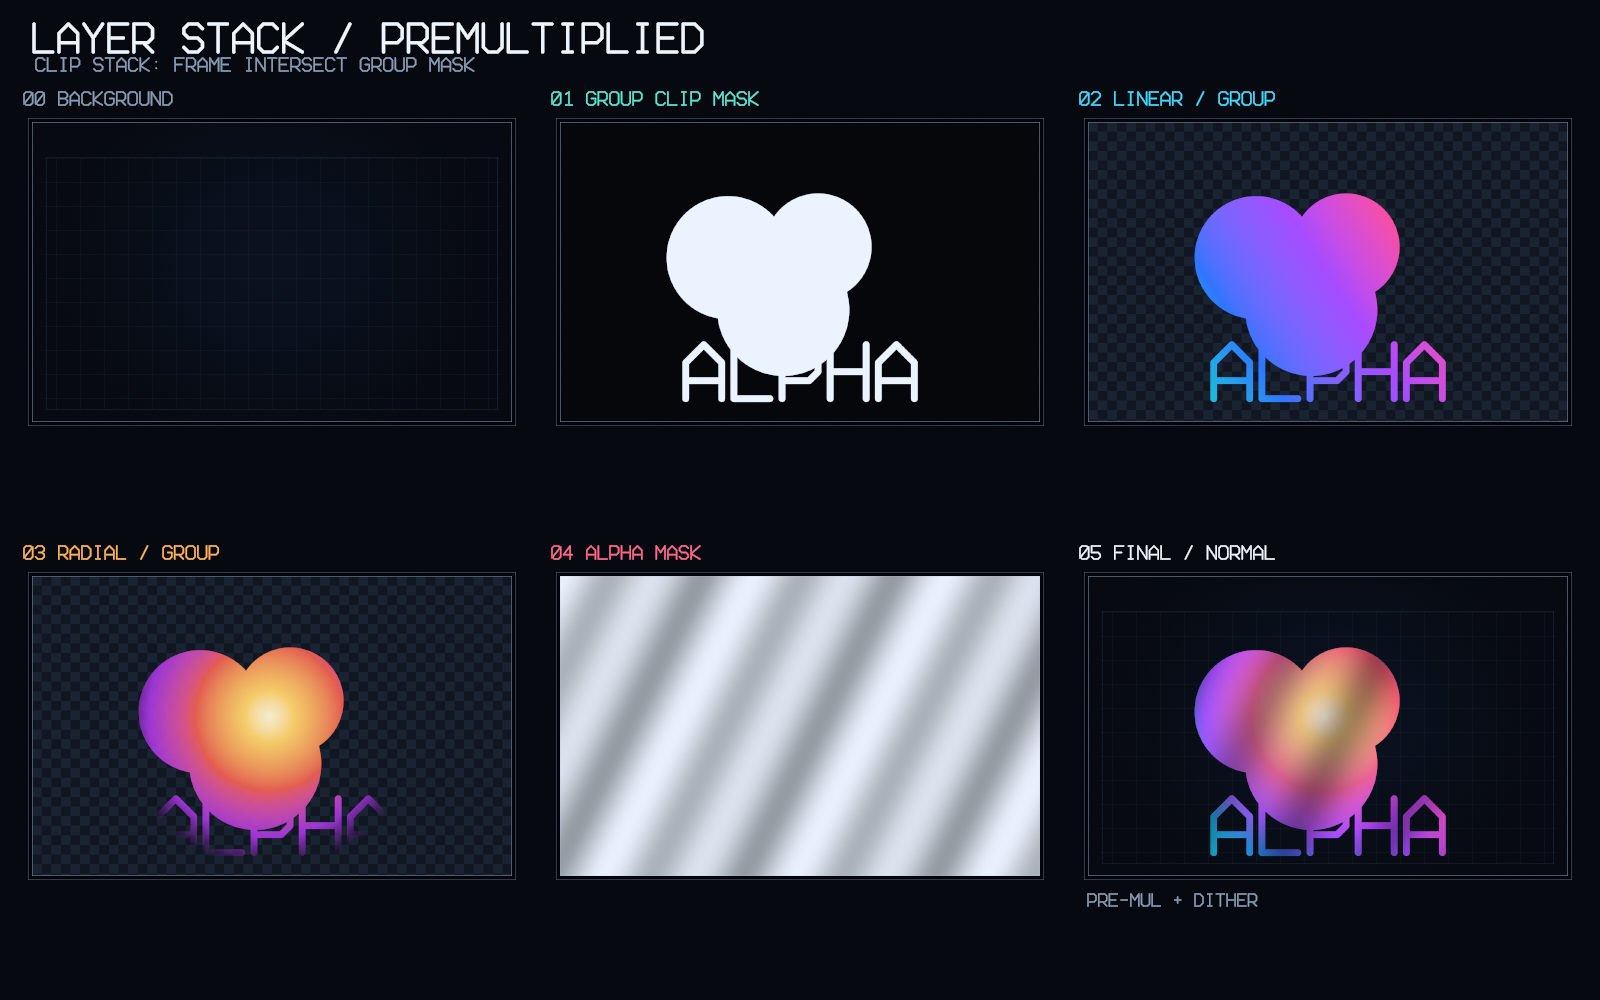 LAYER STACK / PREMULTIPLIED
CLIP STACK: FRAME INTERSECT GROUP MASK
00 BACKGROUND
01 GROUP CLIP MASK
02 LINEAR / GROUP
ALPHA
ALPHA
03 RADIAL / GROUP
04 ALPHA MASK
05 FINAL / NORMAL
ALPHA
ALPHA
PRE-MUL + DITHER